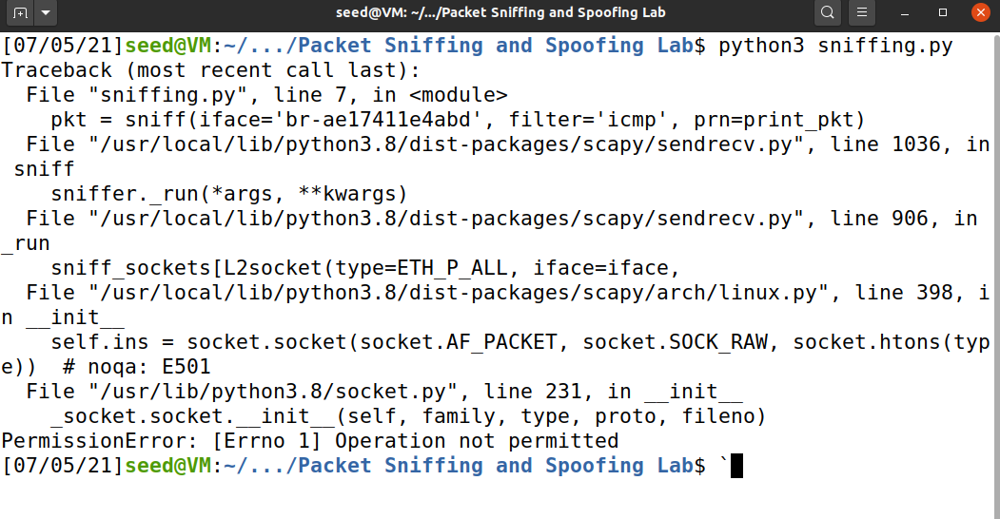 seed@VM: ~/.../Packet Sniffing and Spoofing Lab
[07/05/21]seed@VM:~/.../Packet Sniffing and Spoofing Lab$ python3 sniffing.py
Traceback (most recent call last):
  File "sniffing.py", line 7, in <module>
    pkt = sniff(iface='br-ae17411e4abd', filter='icmp', prn=print_pkt)
  File "/usr/local/lib/python3.8/dist-packages/scapy/sendrecv.py", line 1036, in
 sniff
    sniffer._run(*args, **kwargs)
  File "/usr/local/lib/python3.8/dist-packages/scapy/sendrecv.py", line 906, in
_run
    sniff_sockets[L2socket(type=ETH_P_ALL, iface=iface,
  File "/usr/local/lib/python3.8/dist-packages/scapy/arch/linux.py", line 398, i
n __init__
    self.ins = socket.socket(socket.AF_PACKET, socket.SOCK_RAW, socket.htons(typ
e))  # noqa: E501
  File "/usr/lib/python3.8/socket.py", line 231, in __init__
    _socket.socket.__init__(self, family, type, proto, fileno)
PermissionError: [Errno 1] Operation not permitted
[07/05/21]seed@VM:~/.../Packet Sniffing and Spoofing Lab$ `